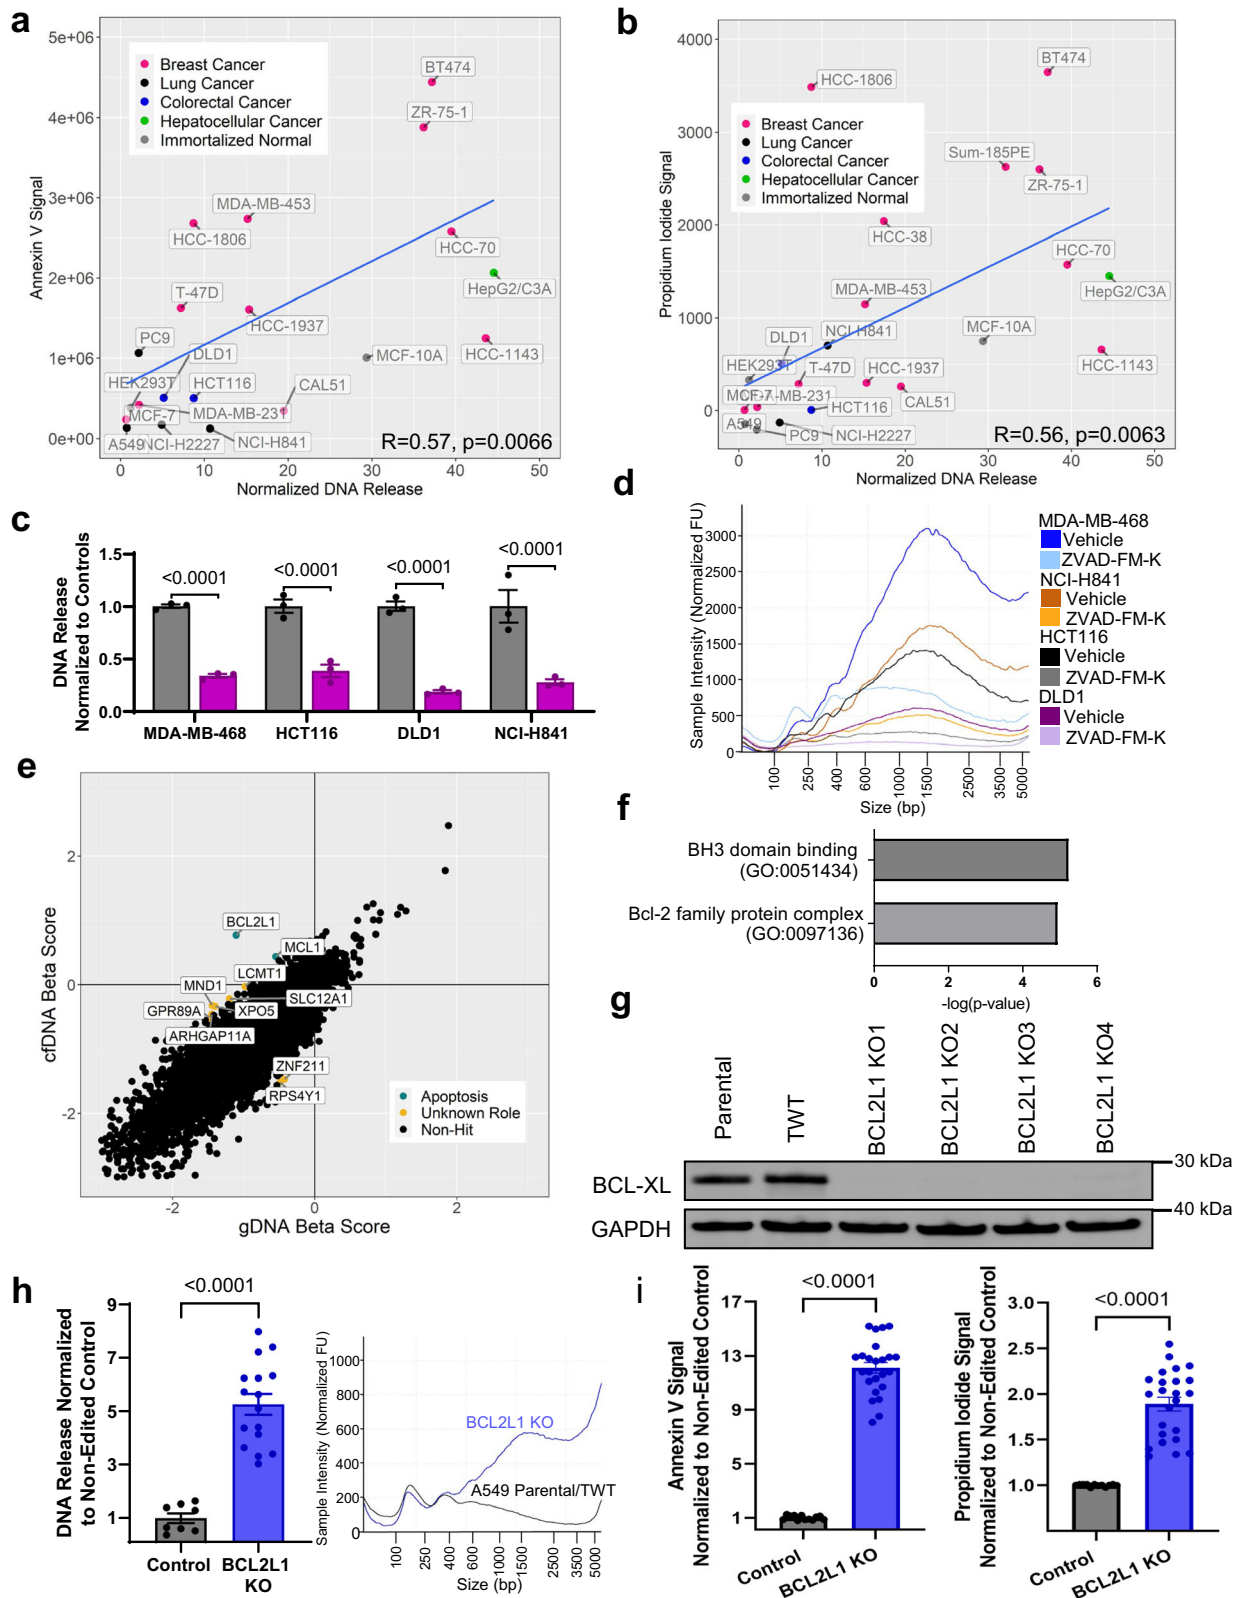 a
5e+06
4e+06
3e+06
2e+06
1e+06
0e+00
Annexin V Signal
Breast Cancer
Lung Cancer
Colorectal Cancer
Hepatocellular Cancer
Immortalized Normal
BT474
ZR-75-1
MDA-MB-453
HCC-1806
HCC-70
HepG2/C3A
T-47D
HCC-1937
PC9
DLD1
MCF-10A
HCC-1143
HEK293T
HCT116
CAL51
MCF-7
MDA-MB-231
A549
NCI-H2227
NCI-H841
R=0.57, p=0.0066
0 10 20 30 40 50
Normalized DNA Release
b
4000
3000
2000
1000
0
Propidium Iodide Signal
BT474
HCC-1806
Breast Cancer
Lung Cancer
Colorectal Cancer
Hepatocellular Cancer
Immortalized Normal
Sum-185PE
ZR-75-1
HCC-38
HCC-70
MDA-MB-453
HepG2/C3A
NCI-H841
DLD1
MCF-10A
HEK293T
T-47D
HCC-1937
HCC-1143
MCF-7
MDA-MB-231
CAL51
HCT116
A549
PC9
NCI-H2227
R=0.56, p=0.0063
0 10 20 30 40 50
Normalized DNA Release
c
DNA Release
Normalized to Controls
1.5
1.0
0.5
0.0
<0.0001
<0.0001
<0.0001
<0.0001
MDA-MB-468 HCT116 DLD1 NCI-H841
d
Sample Intensity (Normalized FU)
3000
2500
2000
1500
1000
500
0
100 250 400 600 1000 1500 2500 3500 5000
Size (bp)
MDA-MB-468
Vehicle
ZVAD-FM-K
NCI-H841
Vehicle
ZVAD-FM-K
HCT116
Vehicle
ZVAD-FM-K
DLD1
Vehicle
ZVAD-FM-K
e
cfDNA Beta Score
2
0
-2
BCL2L1
MCL1
LCMT1
MND1
SLC12A1
GPR89A
XPO5
ARHGAP11A
ZNF211
RPS4Y1
Apoptosis
Unknown Role
Non-Hit
-2 0 2
gDNA Beta Score
f
BH3 domain binding
(GO:0051434)
Bcl-2 family protein complex
(GO:0097136)
0 2 4 6
-log(p-value)
g
Parental
TWT
BCL2L1 KO1
BCL2L1 KO2
BCL2L1 KO3
BCL2L1 KO4
BCL-XL
30 kDa
GAPDH
40 kDa
h
DNA Release Normalized
to Non-Edited Control
9
7
5
3
1
<0.0001
Control BCL2L1
KO
Sample Intensity (Normalized FU)
1000
800
600
400
200
0
BCL2L1 KO
A549 Parental/TWT
100 250 400 600 1000 1500 2500 3500 5000
Size (bp)
i
Annexin V Signal
Normalized to Non-Edited Control
17
13
9
5
1
<0.0001
Control
BCL2L1 KO
Propidium Iodide Signal
Normalized to Non-Edited Control
3.0
2.5
2.0
1.5
1.0
<0.0001
Control
BCL2L1 KO